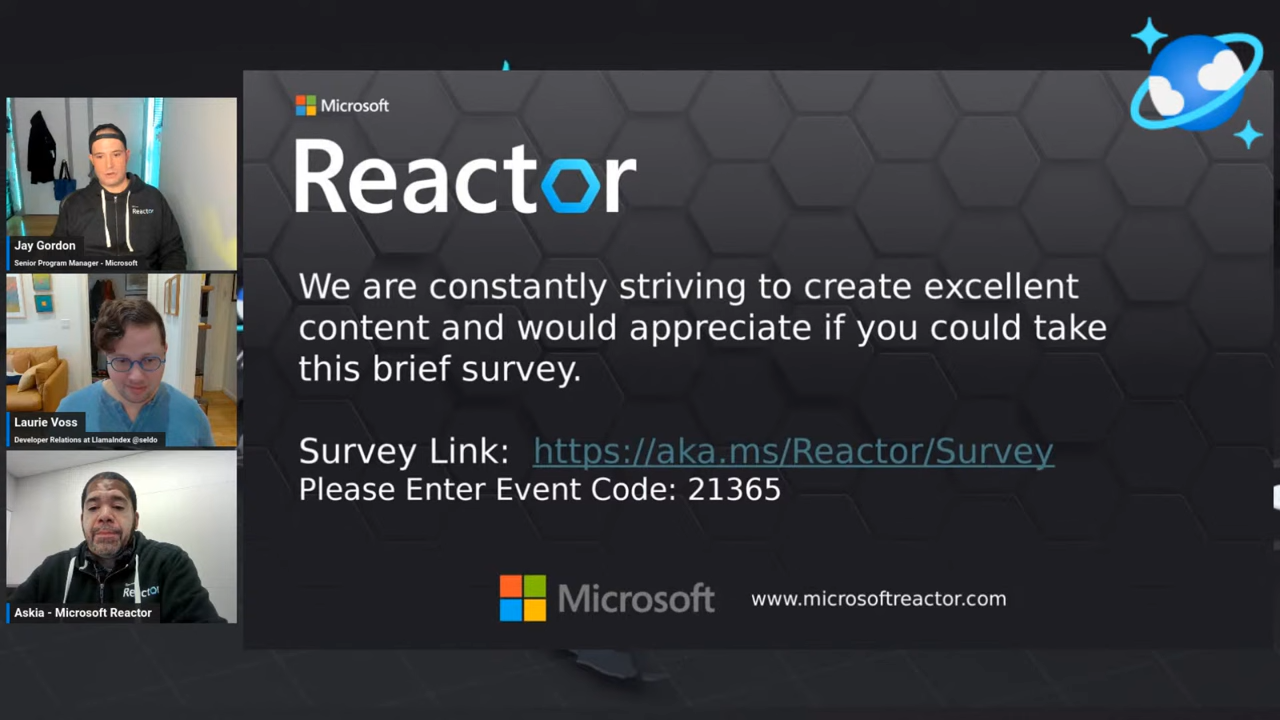 Microsoft
Reactor
We are constantly striving to create excellent
content and would appreciate if you could take
this brief survey.
Survey Link: https://aka.ms/Reactor/Survey
Please Enter Event Code: 21365
Microsoft
www.microsoftreactor.com
Reactor
Jay Gordon
Senior Program Manager - Microsoft
Laurie Voss
Developer Relations at LlamaIndex @seldo
Reactor
Askia - Microsoft Reactor